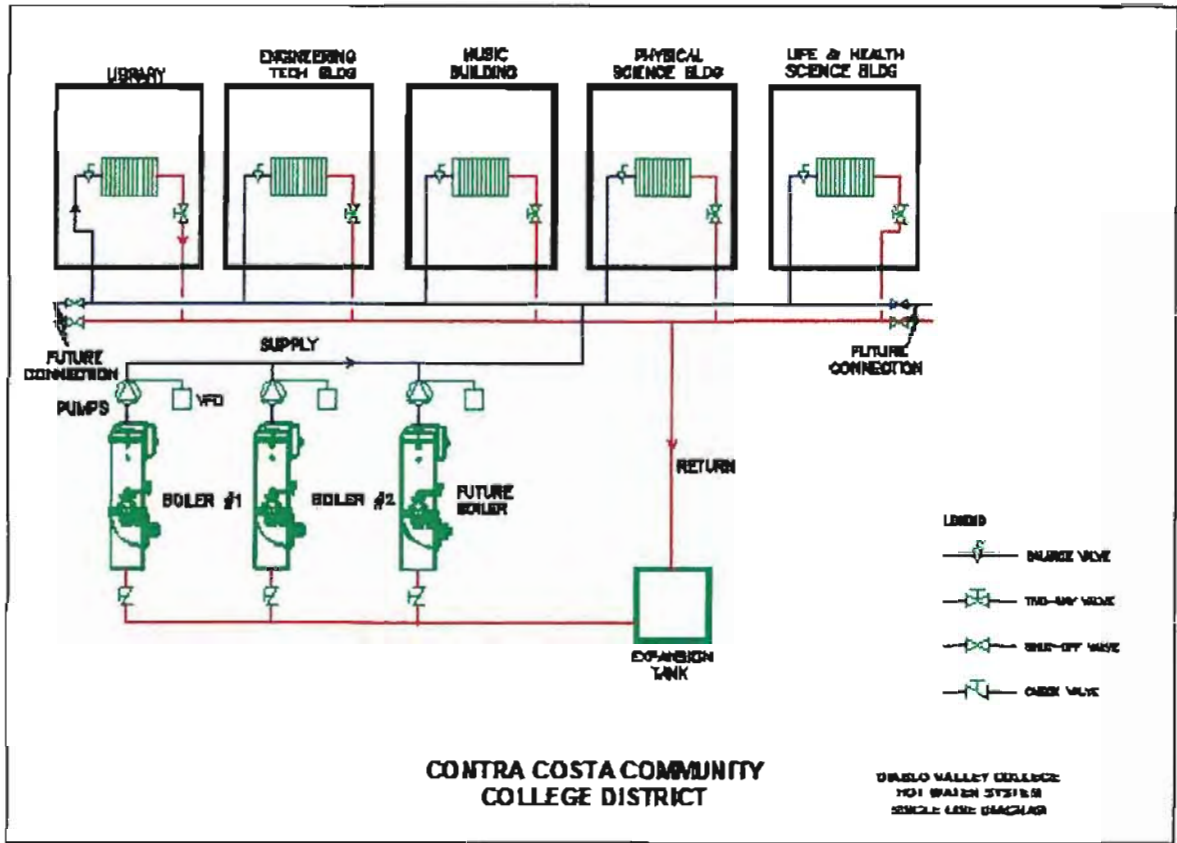 LIBRARY
ENGINEERING
TECH BLDG
MUSIC
BUILDING
PHYSICAL
SCIENCE BLDG
LIFE & HEALTH
SCIENCE BLDG
FUTURE
CONNECTION
SUPPLY
FUTURE
CONNECTION
PUMPS
VFD
RETURN
BOILER #1
BOILER #2
FUTURE
BOILER
LEGEND
BALANCE VALVE
TWO-WAY VALVE
SHUT-OFF VALVE
CHECK VALVE
EXPANSION
TANK
CONTRA COSTA COMMUNITY
COLLEGE DISTRICT
DIABLO VALLEY COLLEGE
HOT WATER SYSTEM
SINGLE LINE DIAGRAM